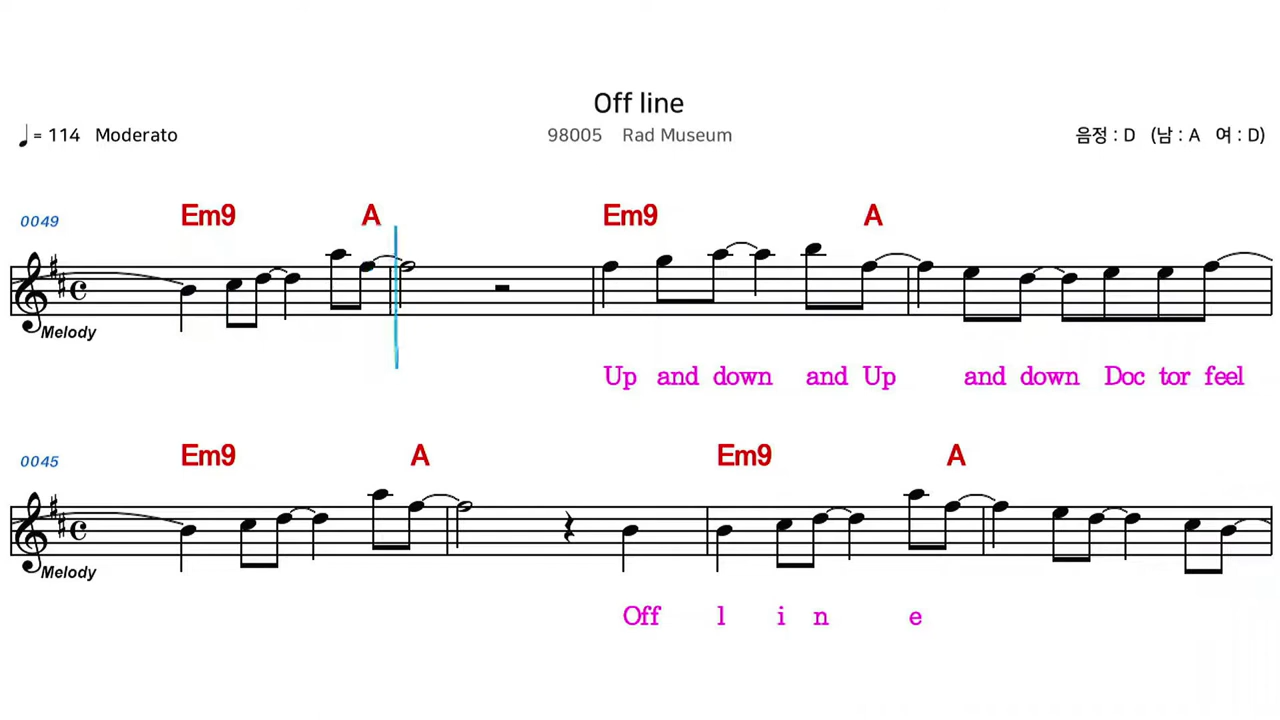 Off line
= 114 Moderato 98005 Rad Museum 음정 : D (남 : A 여 : D)
0049 Em9 A Em9 A
Melody
Up and down and Up and down Doc tor feel
0045 Em9 A Em9 A
Melody
Off l i n e